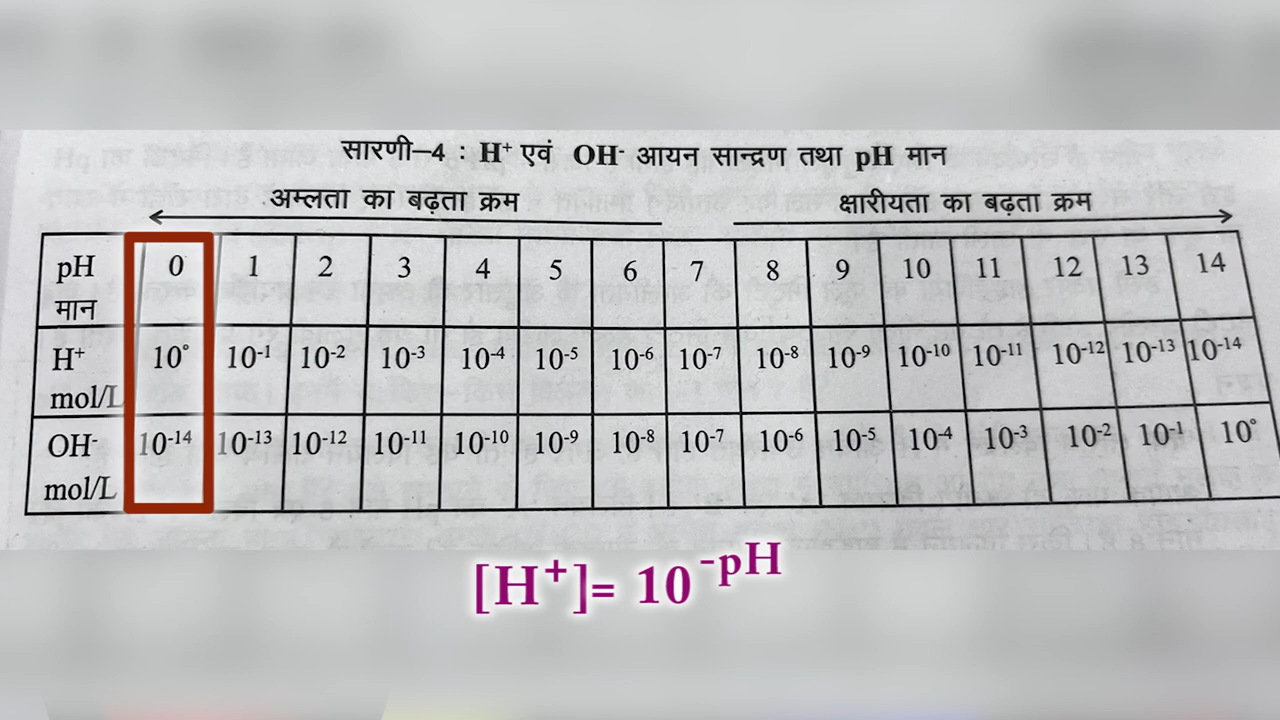 सारणी–4 : H⁺ एवं OH⁻ आयन सान्द्रण तथा pH मान
अम्लता का बढ़ता क्रम क्षारीयता का बढ़ता क्रम
pH मान 0 1 2 3 4 5 6 7 8 9 10 11 12 13 14
H⁺ mol/L 10° 10⁻¹ 10⁻² 10⁻³ 10⁻⁴ 10⁻⁵ 10⁻⁶ 10⁻⁷ 10⁻⁸ 10⁻⁹ 10⁻¹⁰ 10⁻¹¹ 10⁻¹² 10⁻¹³ 10⁻¹⁴
OH⁻ mol/L 10⁻¹⁴ 10⁻¹³ 10⁻¹² 10⁻¹¹ 10⁻¹⁰ 10⁻⁹ 10⁻⁸ 10⁻⁷ 10⁻⁶ 10⁻⁵ 10⁻⁴ 10⁻³ 10⁻² 10⁻¹ 10°
[H⁺]= 10⁻ᵖᴴ